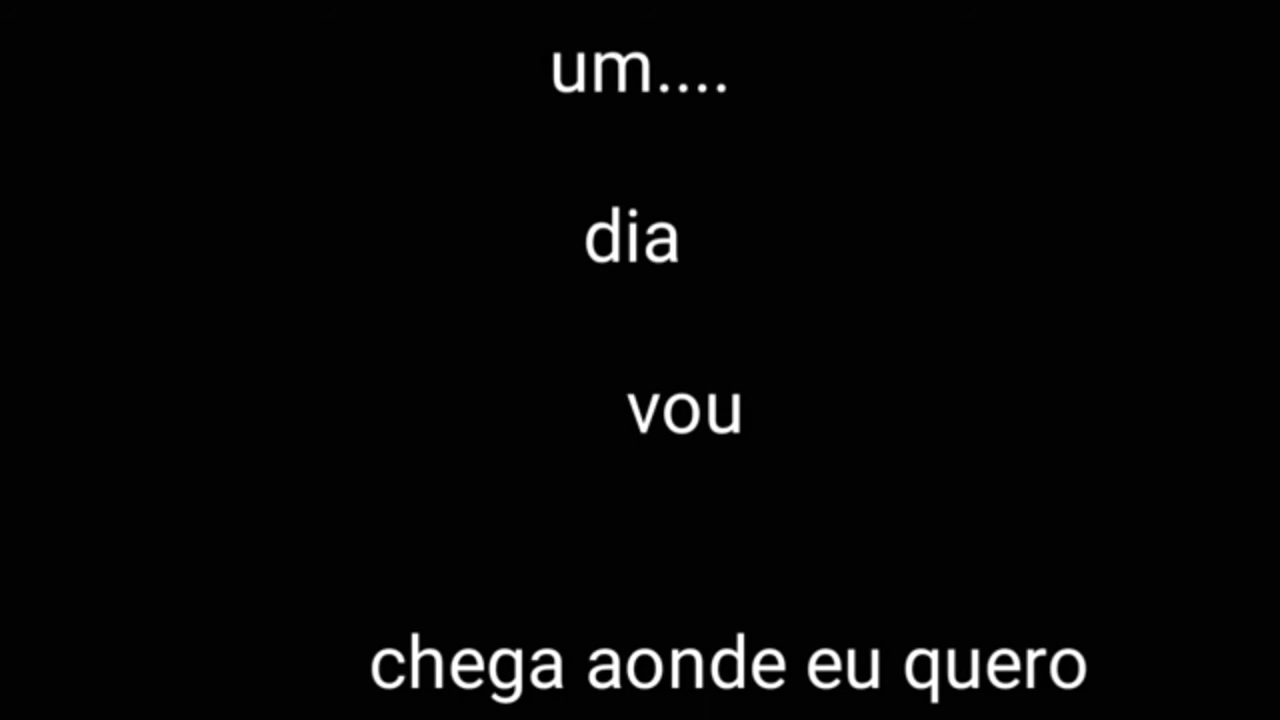 um....
dia
vou
chega aonde eu quero